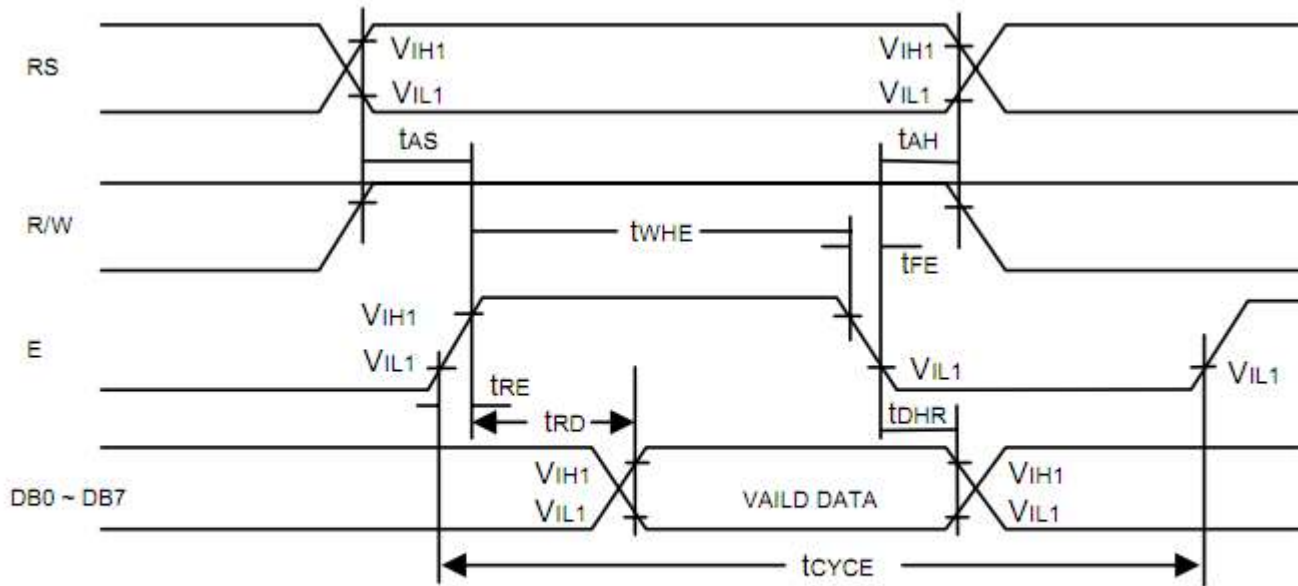 RS
VIH1
VIL1
VIH1
VIL1
tAS
tAH
R/W
tWHE
tFE
E
VIH1
VIL1
VIL1
VIL1
tRE
tRD
tDHR
DB0 ~ DB7
VIH1
VIL1
VAILD DATA
VIH1
VIL1
tCYCE